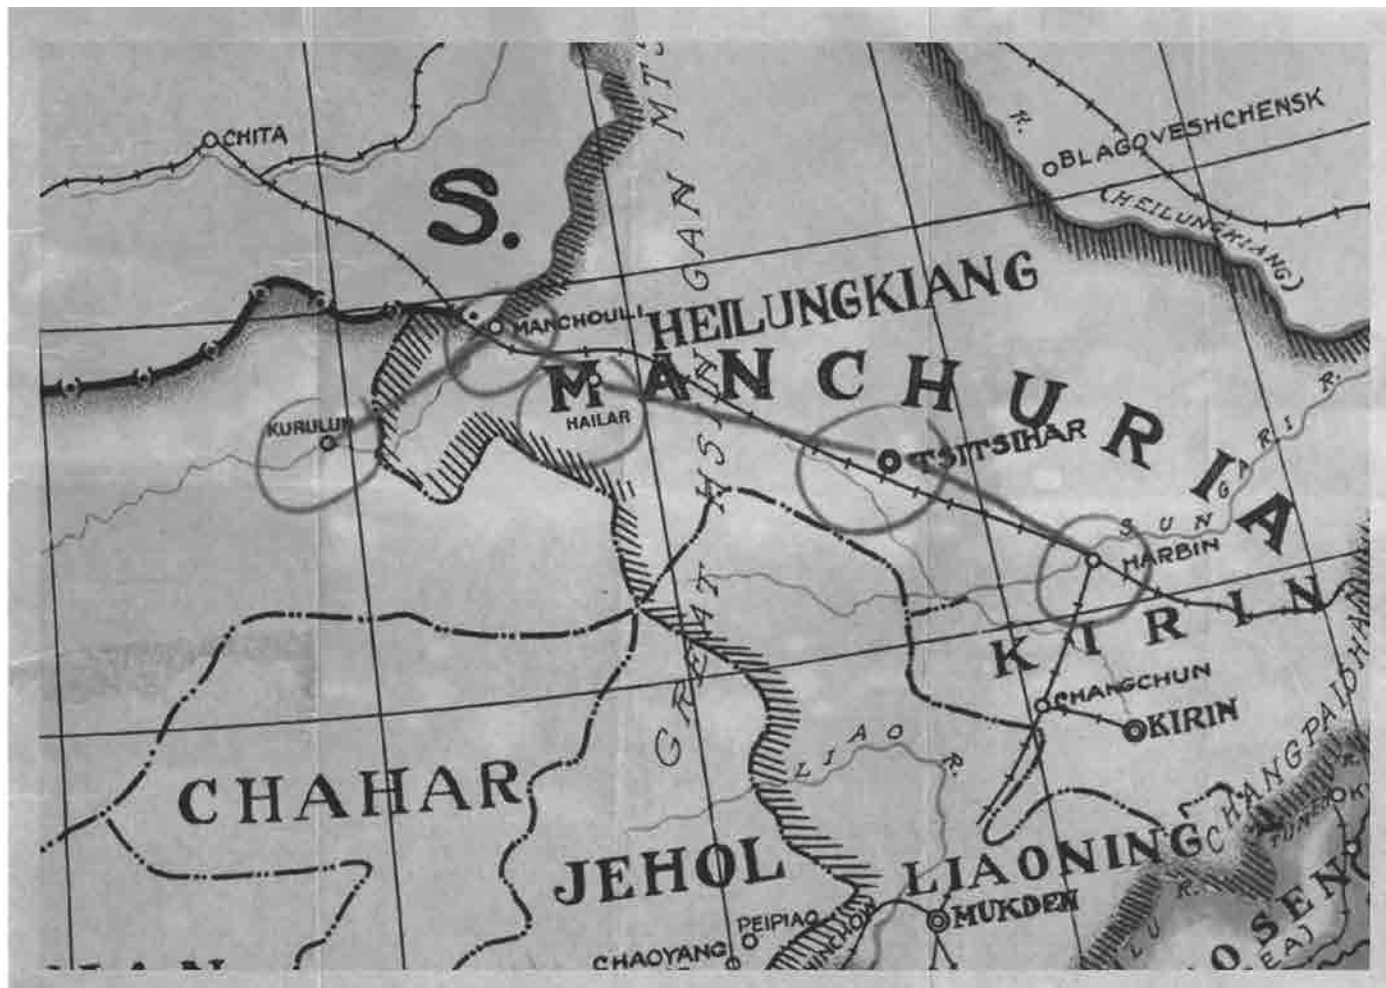 CHITA
S.
GREAT HSINGAN MTS
R.
BLAGOVESHCHENSK
(HEILUNGKIANG)
HEILUNGKIANG
MANCHOULI
MANCHURIA
KURULUN
HAILAR
TSITSIHAR
SUNGARI R.
HARBIN
KIRIN
CHANGCHUN
KIRIN
LIAO R.
CHANGPAISHAN
CHAHAR
JEHOL
LIAONING
MUKDEN
PEIPIAO
CHAOYANG
CHINCHOW
R.